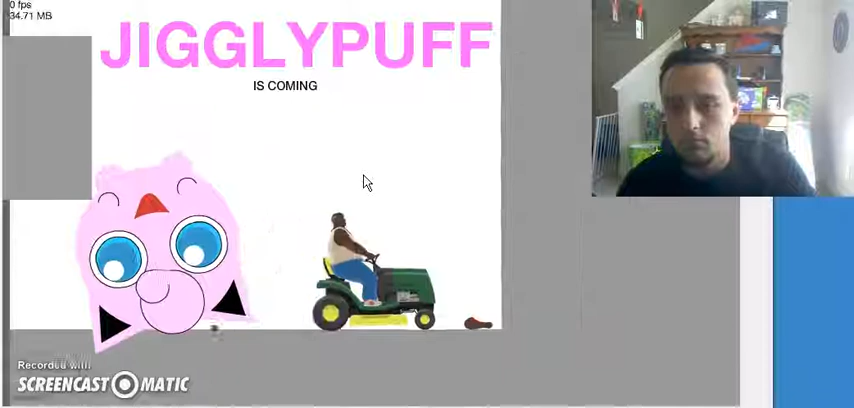 0 fps
34.71 MB
JIGGLYPUFF
IS COMING
Recorded with
SCREENCAST O MATIC